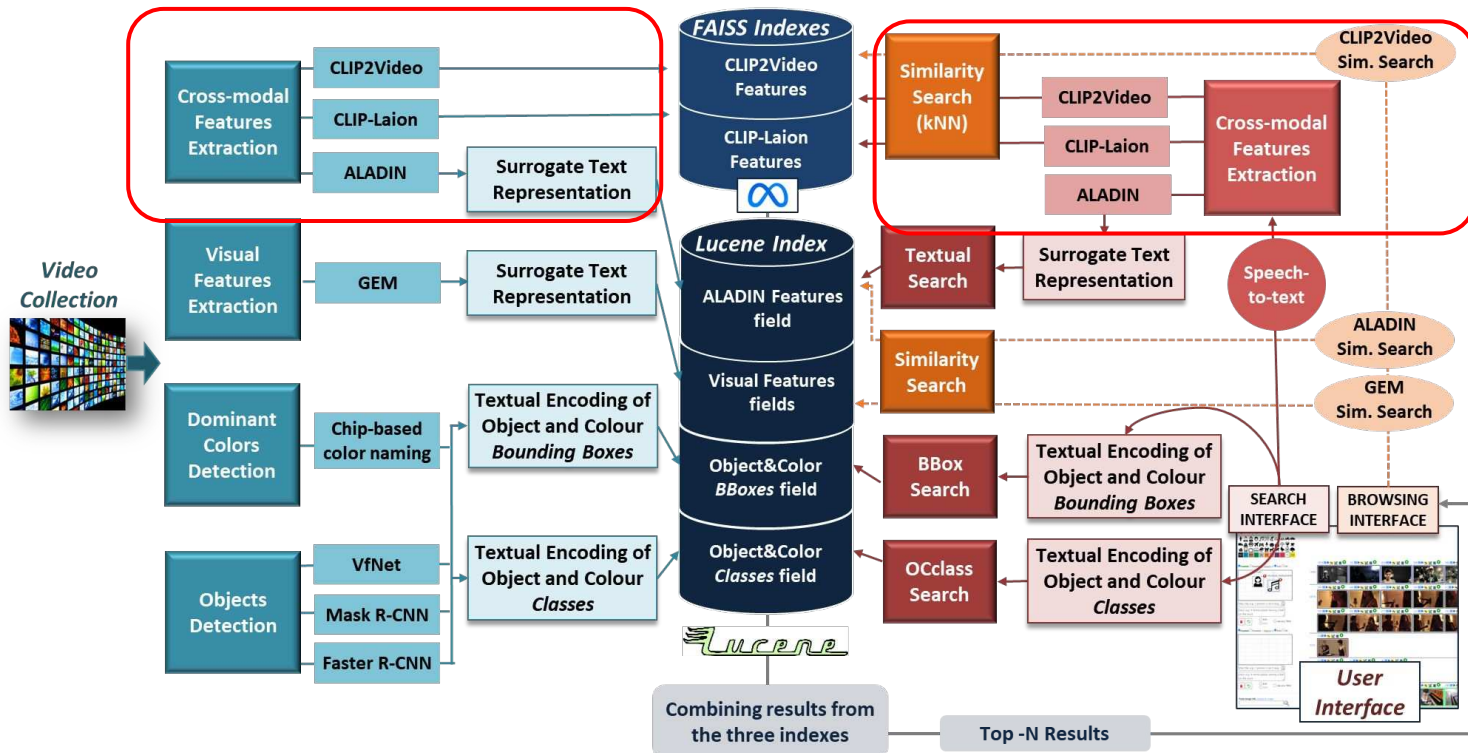 FAISS Indexes
CLIP2Video
Features
CLIP-Laion
Features
Cross-modal
Features
Extraction
CLIP2Video
CLIP-Laion
ALADIN
Surrogate Text
Representation
Similarity
Search
(kNN)
CLIP2Video
CLIP-Laion
ALADIN
Cross-modal
Features
Extraction
CLIP2Video
Sim. Search
Video
Collection
Visual
Features
Extraction
GEM
Surrogate Text
Representation
Lucene Index
ALADIN Features
field
Visual Features
fields
Object&Color
BBoxes field
Object&Color
Classes field
Textual
Search
Surrogate Text
Representation
Speech-
to-text
Similarity
Search
ALADIN
Sim. Search
GEM
Sim. Search
Dominant
Colors
Detection
Chip-based
color naming
Textual Encoding of
Object and Colour
Bounding Boxes
BBox
Search
Textual Encoding of
Object and Colour
Bounding Boxes
SEARCH
INTERFACE
BROWSING
INTERFACE
Objects
Detection
VfNet
Mask R-CNN
Faster R-CNN
Textual Encoding of
Object and Colour
Classes
OCclass
Search
Textual Encoding of
Object and Colour
Classes
Lucene
User
Interface
Combining results from
the three indexes
Top -N Results